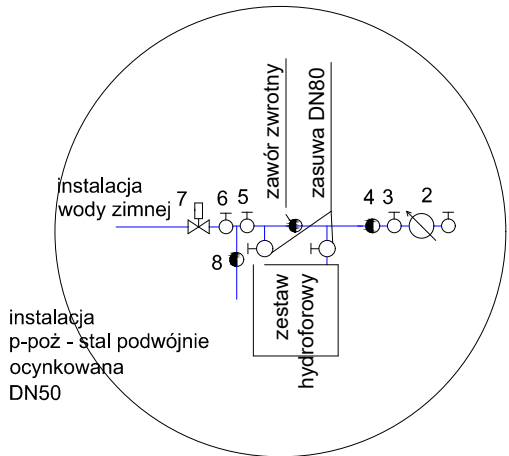 zawór zwrotny
zasuwa DN80
instalacja
wody zimnej
7
6
5
4
3
2
8
zestaw
hydroforowy
instalacja
p-poż - stal podwójnie
ocynkowana
DN50